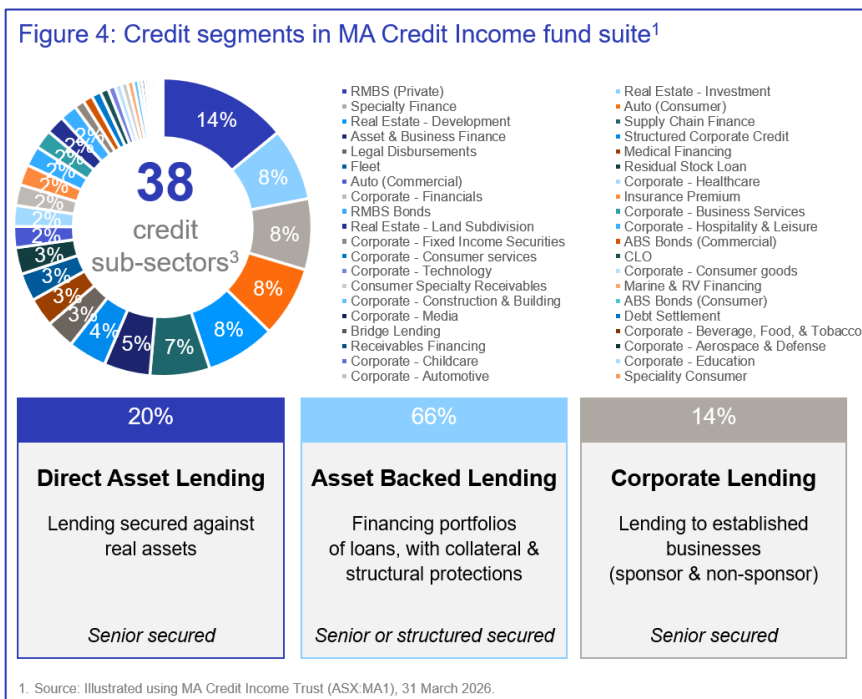 Figure 4: Credit segments in MA Credit Income fund suite1
14%
8%
8%
8%
8%
7%
5%
4%
3%
3%
3%
3%
2%
2%
2%
2%
2%
2%
2%
2%
38
credit
sub-sectors3
RMBS (Private)
Real Estate - Investment
Specialty Finance
Auto (Consumer)
Real Estate - Development
Supply Chain Finance
Asset & Business Finance
Structured Corporate Credit
Legal Disbursements
Medical Financing
Fleet
Residual Stock Loan
Auto (Commercial)
Corporate - Healthcare
Corporate - Financials
Insurance Premium
RMBS Bonds
Corporate - Business Services
Real Estate - Land Subdivision
Corporate - Hospitality & Leisure
Corporate - Fixed Income Securities
ABS Bonds (Commercial)
Corporate - Consumer services
CLO
Corporate - Technology
Corporate - Consumer goods
Consumer Specialty Receivables
Marine & RV Financing
Corporate - Construction & Building
ABS Bonds (Consumer)
Corporate - Media
Debt Settlement
Bridge Lending
Corporate - Beverage, Food, & Tobacco
Receivables Financing
Corporate - Aerospace & Defense
Corporate - Childcare
Corporate - Education
Corporate - Automotive
Speciality Consumer
20%
Direct Asset Lending
Lending secured against
real assets
Senior secured
66%
Asset Backed Lending
Financing portfolios
of loans, with collateral &
structural protections
Senior or structured secured
14%
Corporate Lending
Lending to established
businesses
(sponsor & non-sponsor)
Senior secured
1. Source: Illustrated using MA Credit Income Trust (ASX:MA1), 31 March 2026.